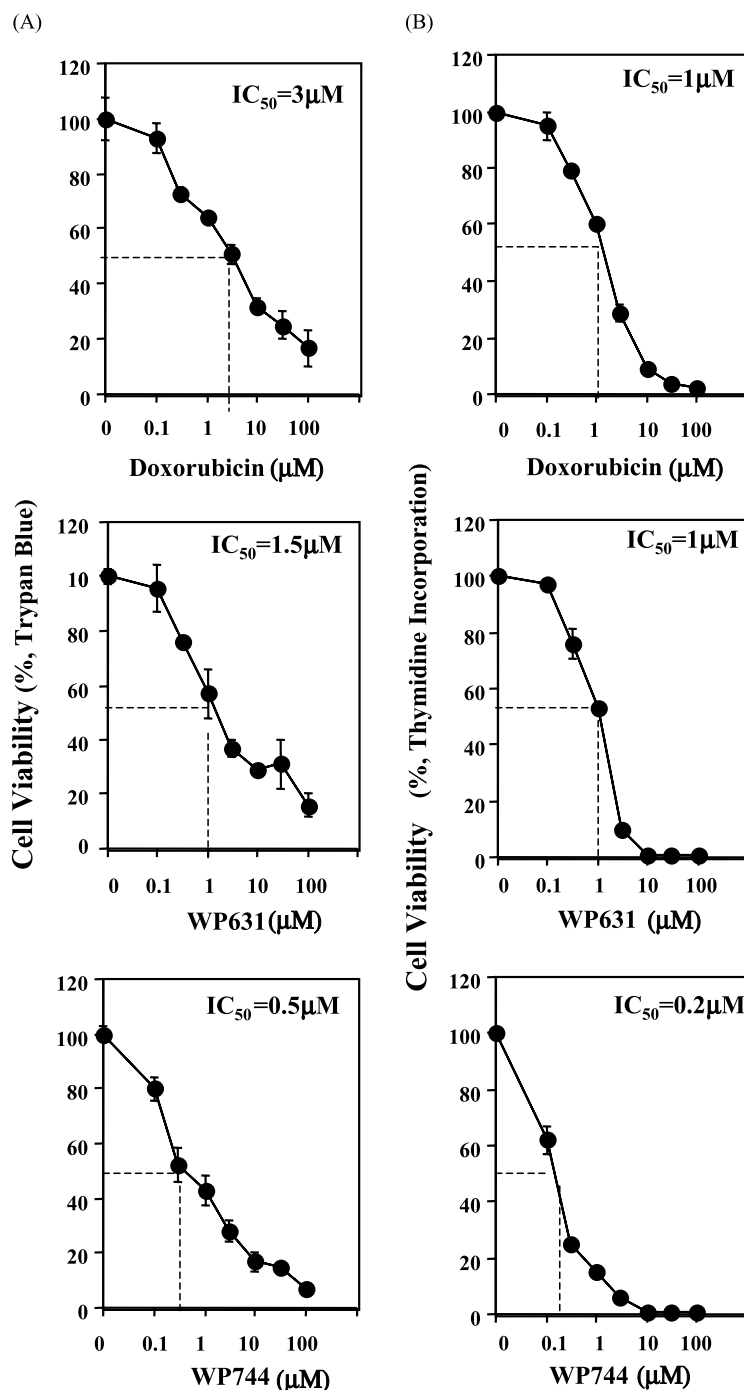 (A)
IC50=3μM
120
100
80
60
40
20
0
0 0.1 1 10 100
Doxorubicin (μM)
(B)
IC50=1μM
120
100
80
60
40
20
0
0 0.1 1 10 100
Doxorubicin (μM)
Cell Viability (%, Trypan Blue)
IC50=1.5μM
120
10
80
60
40
20
0
0 0.1 1 10 100
WP631(μM)
Cell Viability (%, Thymidine Incorporation)
IC50=1μM
120
100
80
60
40
20
0
0 0.1 1 10 100
WP631 (μM)
IC50=0.5μM
120
100
80
60
40
20
0
0 0.1 1 10 100
WP744 (μM)
IC50=0.2μM
120
100
80
60
40
20
0
0 0.1 1 10 100
WP744 (μM)